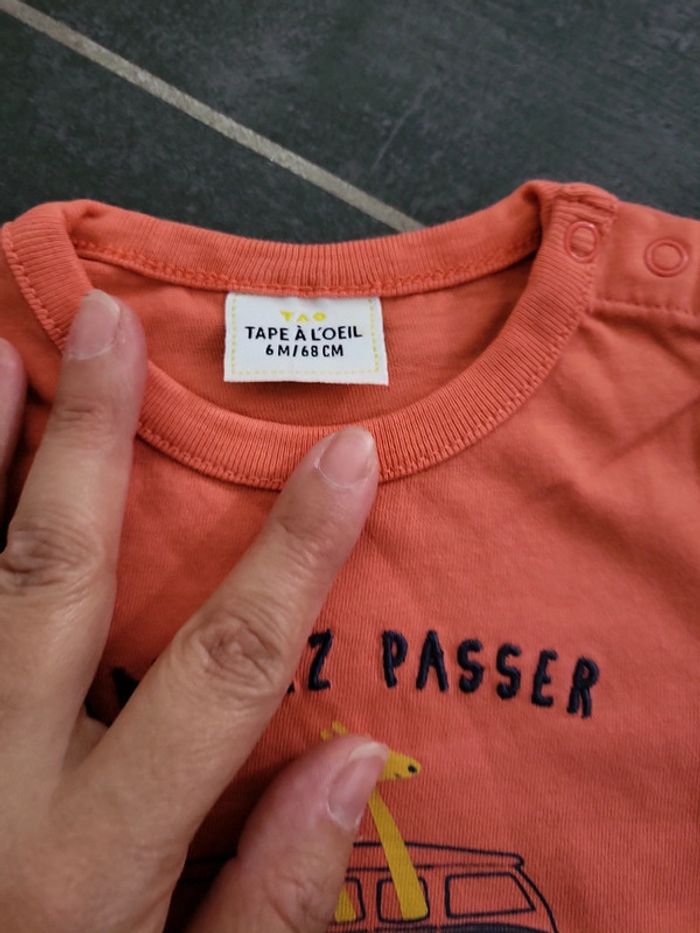 TAO
TAPE À L'OEIL
6 M/68 CM
PASSER